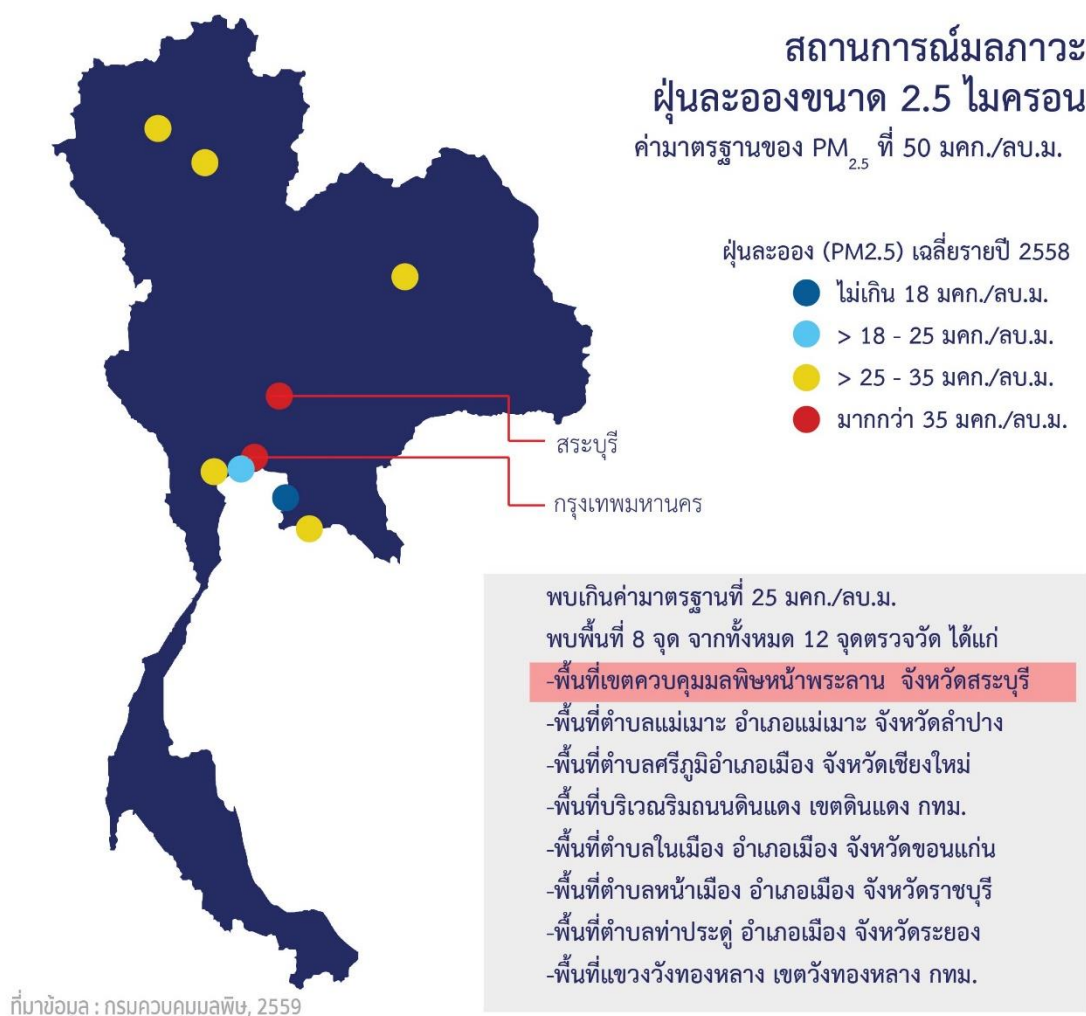 สถานการณ์มลภาวะ
ฝุ่นละอองขนาด 2.5 ไมครอน
ค่ามาตรฐานของ PM2.5 ที่ 50 มคก./ลบ.ม.
ฝุ่นละออง (PM2.5) เฉลี่ยรายปี 2558
ไม่เกิน 18 มคก./ลบ.ม.
> 18 - 25 มคก./ลบ.ม.
> 25 - 35 มคก./ลบ.ม.
มากกว่า 35 มคก./ลบ.ม.
สระบุรี
กรุงเทพมหานคร
พบเกินค่ามาตรฐานที่ 25 มคก./ลบ.ม.
พบพื้นที่ 8 จุด จากทั้งหมด 12 จุดตรวจวัด ได้แก่
-พื้นที่เขตควบคุมมลพิษหน้าพระลาน จังหวัดสระบุรี
-พื้นที่ตำบลแม่เมาะ อำเภอแม่เมาะ จังหวัดลำปาง
-พื้นที่ตำบลศรีภูมิอำเภอเมือง จังหวัดเชียงใหม่
-พื้นที่บริเวณริมถนนดินแดง เขตดินแดง กทม.
-พื้นที่ตำบลในเมือง อำเภอเมือง จังหวัดขอนแก่น
-พื้นที่ตำบลหน้าเมือง อำเภอเมือง จังหวัดราชบุรี
-พื้นที่ตำบลท่าประดู่ อำเภอเมือง จังหวัดระยอง
-พื้นที่แขวงวังทองหลาง เขตวังทองหลาง กทม.
ที่มาข้อมูล : กรมควบคุมมลพิษ, 2559